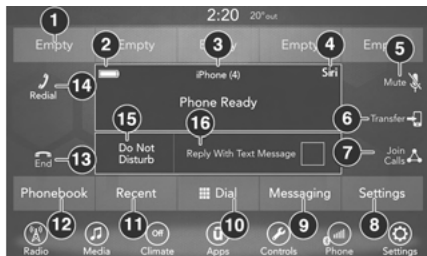 2:20 20°out
1
Empty Empty Empty Empty Empty
2 3 4 5
iPhone (4) Siri
Mute
14
Redial
Phone Ready
6 Transfer
15 16
Do Not Disturb
Reply With Text Message
7 Join Calls
13
End
Phonebook Recent Dial Messaging Settings
12 11 10 9 8
Radio Media Climate Apps Controls Phone Settings
Off